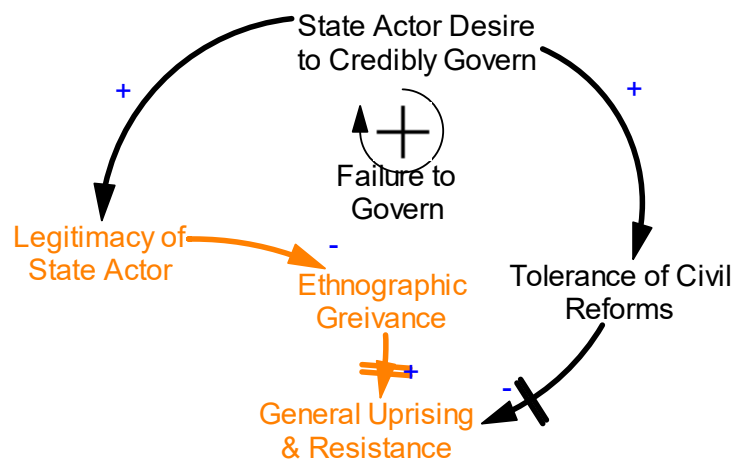 State Actor Desire
to Credibly Govern
+
+
Failure to
Govern
Legitimacy of
State Actor
-
Ethnographic
Greivance
Tolerance of Civil
Reforms
+
-
General Uprising
& Resistance